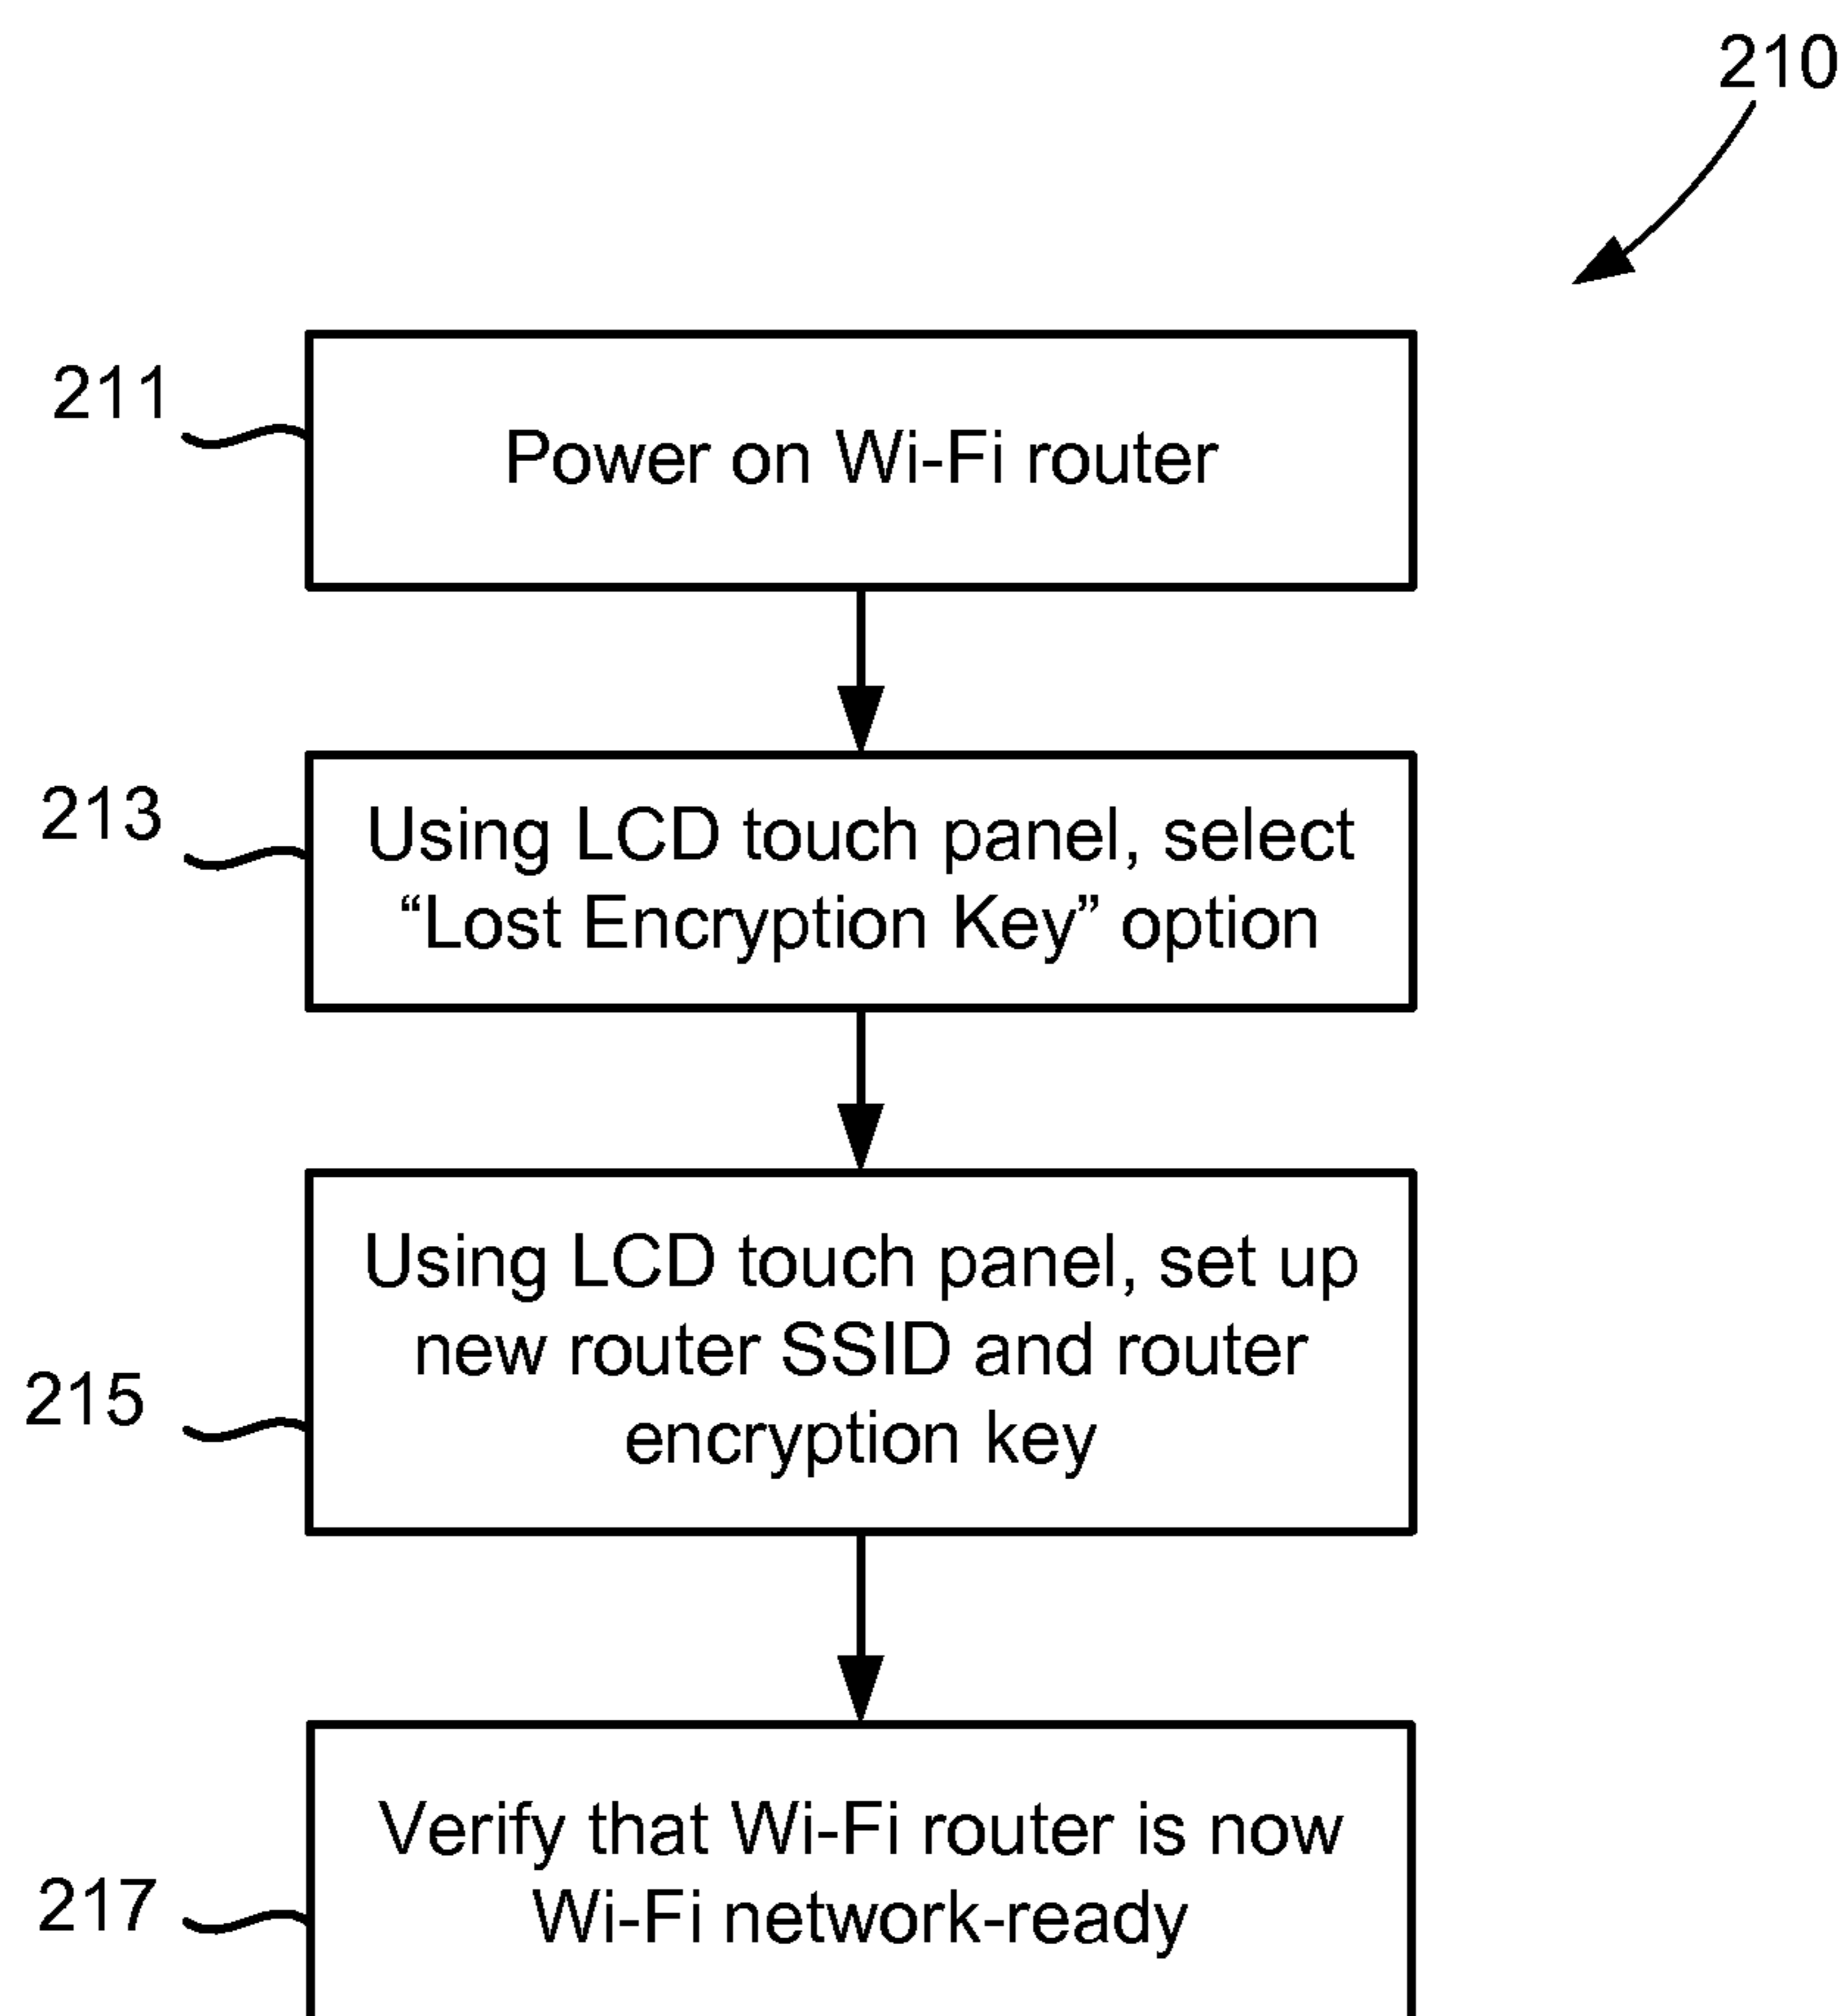 210
211
Power on Wi-Fi router
213
Using LCD touch panel, select
“Lost Encryption Key” option
Using LCD touch panel, set up
new router SSID and router
215
encryption key
Verify that Wi-Fi router is now
217
Wi-Fi network-ready